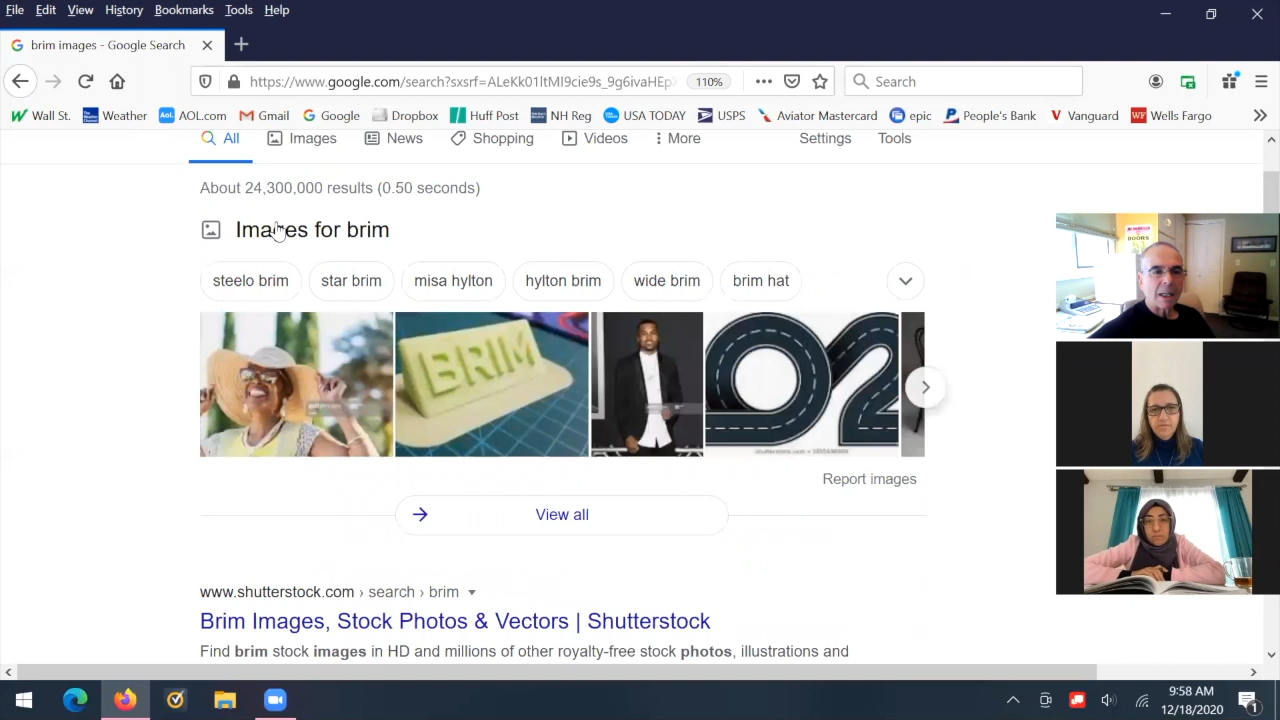 File Edit View History Bookmarks Tools Help
brim images - Google Search
https://www.google.com/search?sxsrf=ALeKk01ltMI9cie9s_9g6ivaHEp
110%
Search
Wall St. Weather AOL.com Gmail Google Dropbox Huff Post NH Reg USA TODAY USPS Aviator Mastercard epic People's Bank Vanguard Wells Fargo
All Images News Shopping Videos More Settings Tools
About 24,300,000 results (0.50 seconds)
Images for brim
steelo brim star brim misa hylton hylton brim wide brim brim hat
BRIM
Report images
View all
www.shutterstock.com › search › brim
Brim Images, Stock Photos & Vectors | Shutterstock
Find brim stock images in HD and millions of other royalty-free stock photos, illustrations and
DOORS
9:58 AM
12/18/2020
1